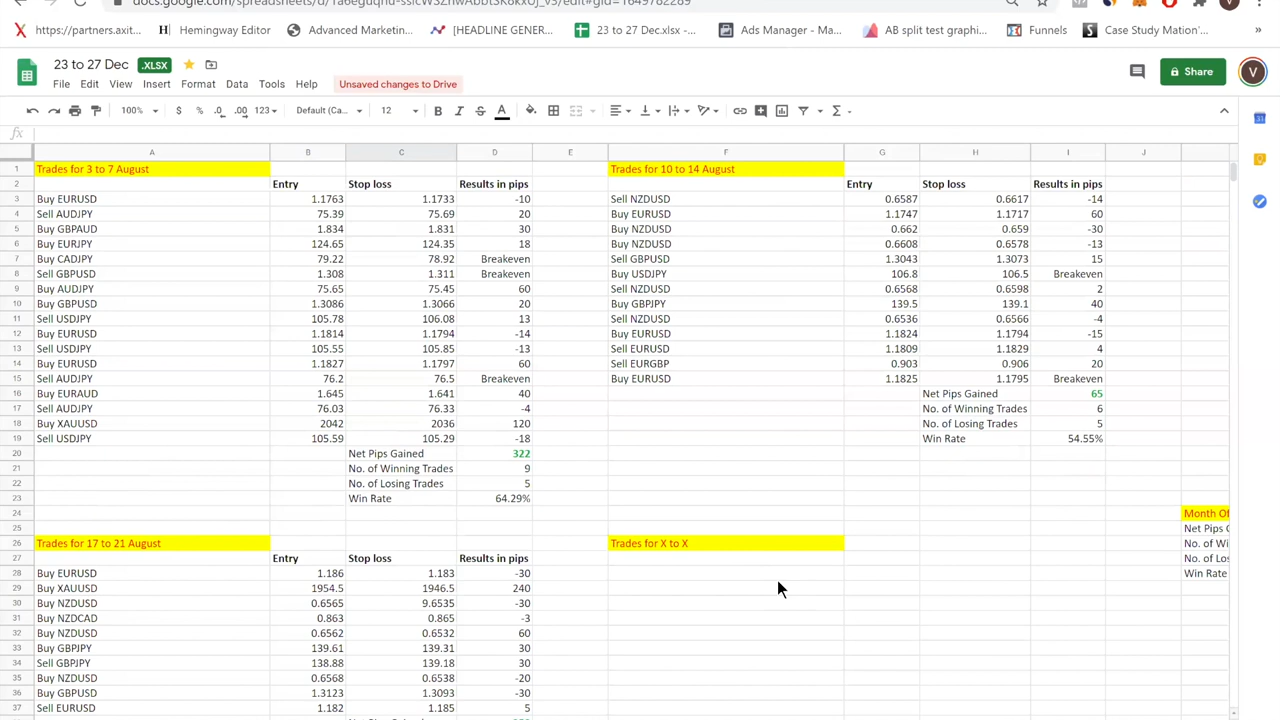 https://partners.axit...
Hemingway Editor
Advanced Marketin...
[HEADLINE GENER...
23 to 27 Dec.xlsx -...
Ads Manager - Ma...
AB split test graphi...
Funnels
Case Study Mation'...
»
23 to 27 Dec .XLSX
Share
V
File Edit View Insert Format Data Tools Help Unsaved changes to Drive
100% $ % .0 .00 123 Default (Ca... 12 B I S A
fx
A B C D E F G H I J
1 Trades for 3 to 7 August Trades for 10 to 14 August
2 Entry Stop loss Results in pips Entry Stop loss Results in pips
3 Buy EURUSD 1.1763 1.1733 -10 Sell NZDUSD 0.6587 0.6617 -14
4 Sell AUDJPY 75.39 75.69 20 Buy EURUSD 1.1747 1.1717 60
5 Buy GBPAUD 1.834 1.831 30 Buy NZDUSD 0.662 0.659 -30
6 Buy EURJPY 124.65 124.35 18 Buy NZDUSD 0.6608 0.6578 -13
7 Buy CADJPY 79.22 78.92 Breakeven Sell GBPUSD 1.3043 1.3073 15
8 Sell GBPUSD 1.308 1.311 Breakeven Buy USDJPY 106.8 106.5 Breakeven
9 Buy AUDJPY 75.65 75.45 60 Sell NZDUSD 0.6568 0.6598 2
10 Buy GBPUSD 1.3086 1.3066 20 Buy GBPJPY 139.5 139.1 40
11 Sell USDJPY 105.78 106.08 13 Sell NZDUSD 0.6536 0.6566 -4
12 Buy EURUSD 1.1814 1.1794 -14 Buy EURUSD 1.1824 1.1794 -15
13 Sell USDJPY 105.55 105.85 -13 Sell EURUSD 1.1809 1.1829 4
14 Buy EURUSD 1.1827 1.1797 60 Sell EURGBP 0.903 0.906 20
15 Sell AUDJPY 76.2 76.5 Breakeven Buy EURUSD 1.1825 1.1795 Breakeven
16 Buy EURAUD 1.645 1.641 40 Net Pips Gained 65
17 Sell AUDJPY 76.03 76.33 -4 No. of Winning Trades 6
18 Buy XAUUSD 2042 2036 120 No. of Losing Trades 5
19 Sell USDJPY 105.59 105.29 -18 Win Rate 54.55%
20 Net Pips Gained 322
21 No. of Winning Trades 9
22 No. of Losing Trades 5
23 Win Rate 64.29%
24 Month Of
25 Net Pips G
26 Trades for 17 to 21 August Trades for X to X No. of Wi
27 Entry Stop loss Results in pips No. of Los
28 Buy EURUSD 1.186 1.183 -30 Win Rate
29 Buy XAUUSD 1954.5 1946.5 240
30 Buy NZDUSD 0.6565 9.6535 -30
31 Buy NZDCAD 0.863 0.865 -3
32 Buy NZDUSD 0.6562 0.6532 60
33 Buy GBPJPY 139.61 139.31 30
34 Sell GBPJPY 138.88 139.18 30
35 Buy NZDUSD 0.6568 0.6538 -20
36 Buy GBPUSD 1.3123 1.3093 -30
37 Sell EURUSD 1.182 1.185 5